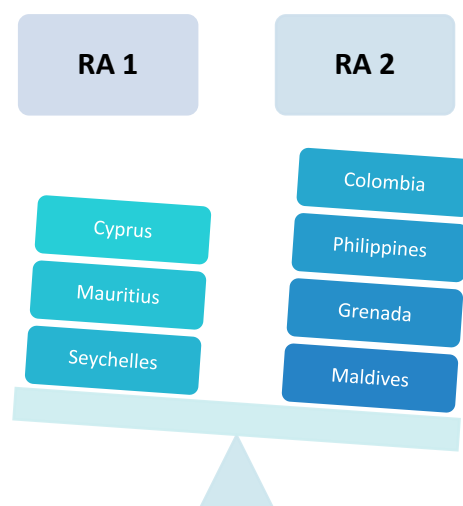 RA 1
RA 2
Cyprus
Mauritius
Seychelles
Colombia
Philippines
Grenada
Maldives